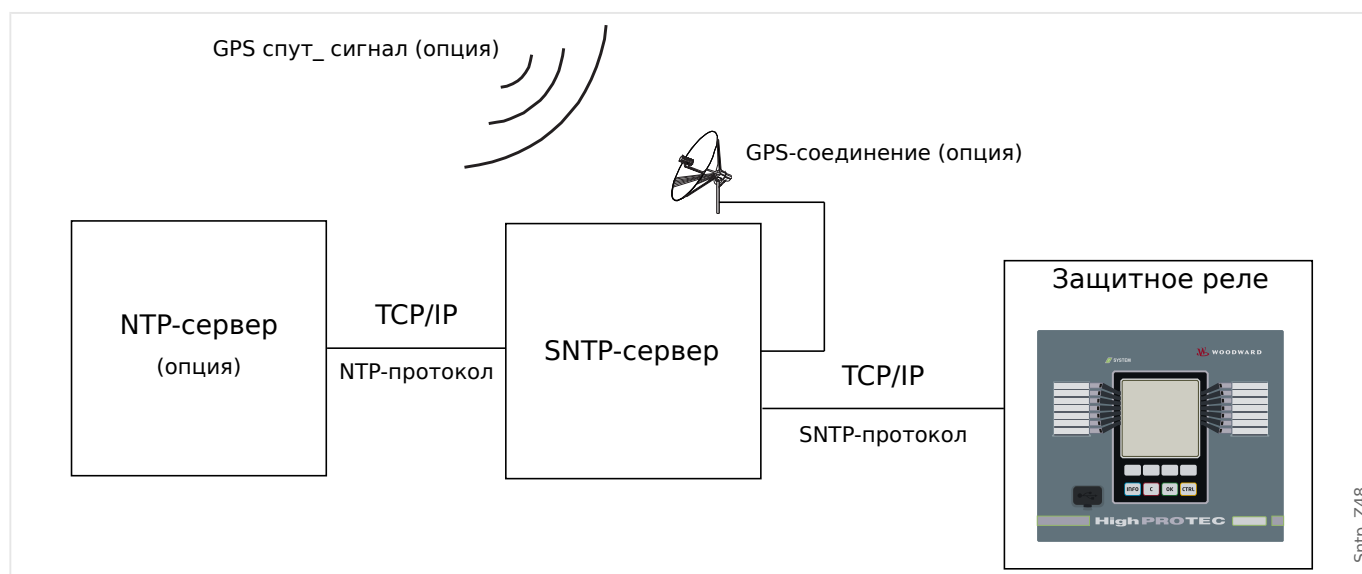 GPS спут_ сигнал (опция)
GPS-соединение (опция)
NTP-сервер
(опция)
TCP/IP
NTP-протокол
SNTP-сервер
TCP/IP
SNTP-протокол
Защитное реле
SYSTEM
WOODWARD
INFO
C
OK
CTRL
HighPROTEC
Sntp_Z48